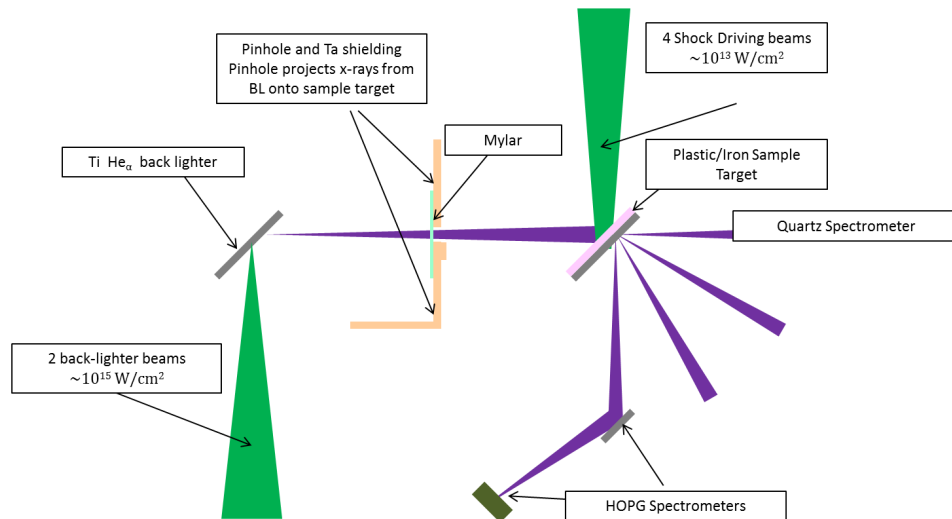 Pinhole and Ta shielding
Pinhole projects x-rays from
BL onto sample target
4 Shock Driving beams
~10¹³ W/cm²
Mylar
Ti He_α back lighter
Plastic/Iron Sample
Target
Quartz Spectrometer
2 back-lighter beams
~10¹⁵ W/cm²
HOPG Spectrometers